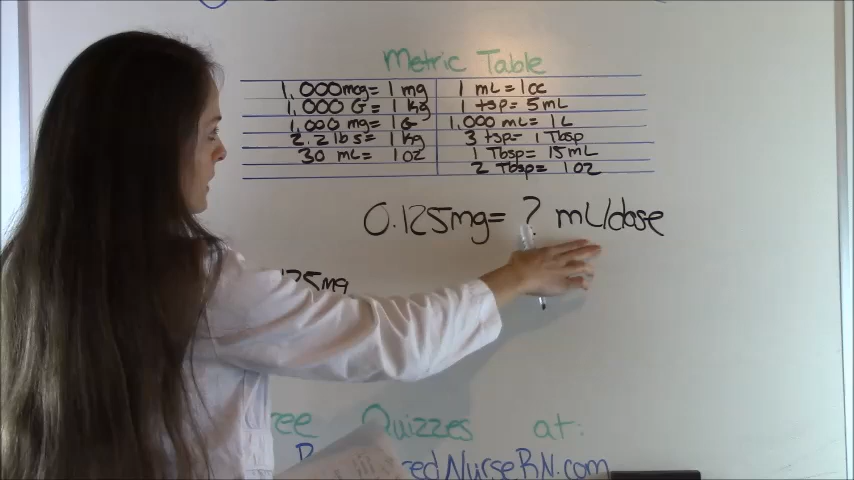 Metric Table
1,000mcg= 1 mg 1 mL = 1cc
1,000 G= 1 kg 1 tsp= 5 mL
1,000 mg= 1 G 1,000 mL= 1L
2.2 lbs= 1 kg 3 tsp= 1 Tbsp
30 mL= 1 oz 1 Tbsp= 15 mL
2 Tbsp= 1 oz
0.125mg= ? mL/dose
125mg
Quizzes at:
NurseRN.com